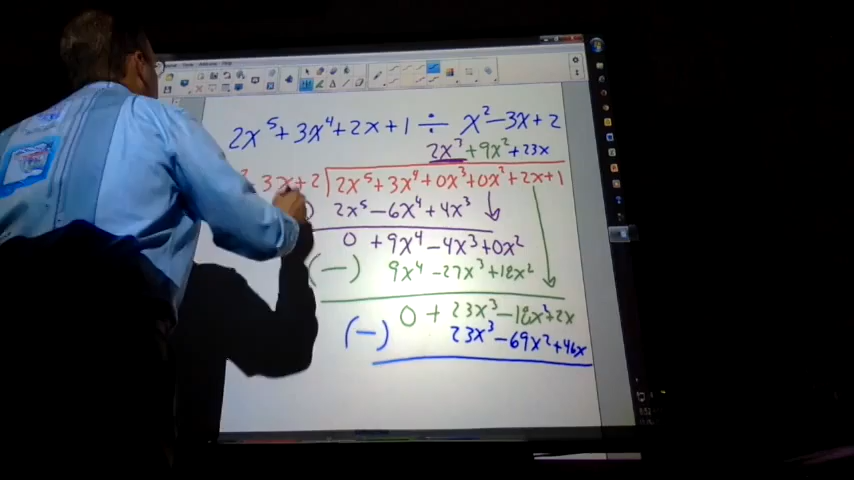 2x⁵+3x⁴+2x+1 ÷ x²-3x+2
2x³+9x²+23x
3x+2 2x⁵+3x⁴+0x³+0x²+2x+1
2x⁵-6x⁴+4x³
0 +9x⁴-4x³+0x²
(-) 9x⁴-27x³+18x²
0+23x³-18x²+2x
(-) 23x³-69x²+46x